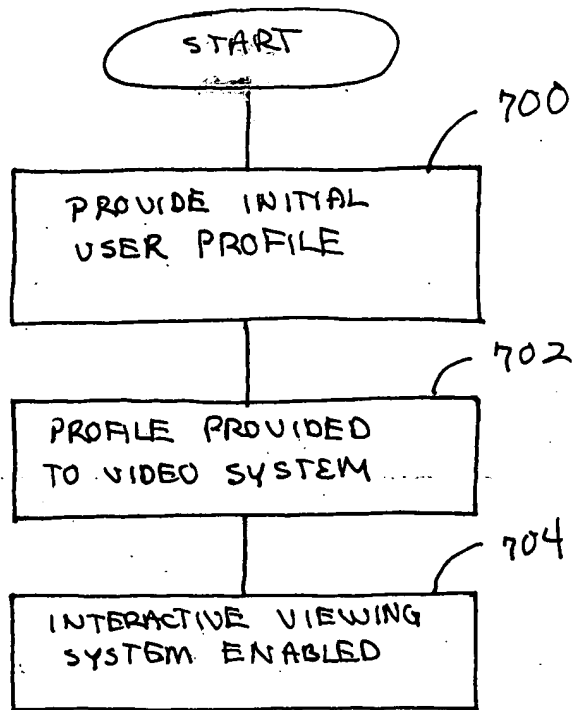 START
700
PROVIDE INITIAL
USER PROFILE
702
PROFILE PROVIDED
TO VIDEO SYSTEM
704
INTERACTIVE VIEWING
SYSTEM ENABLED